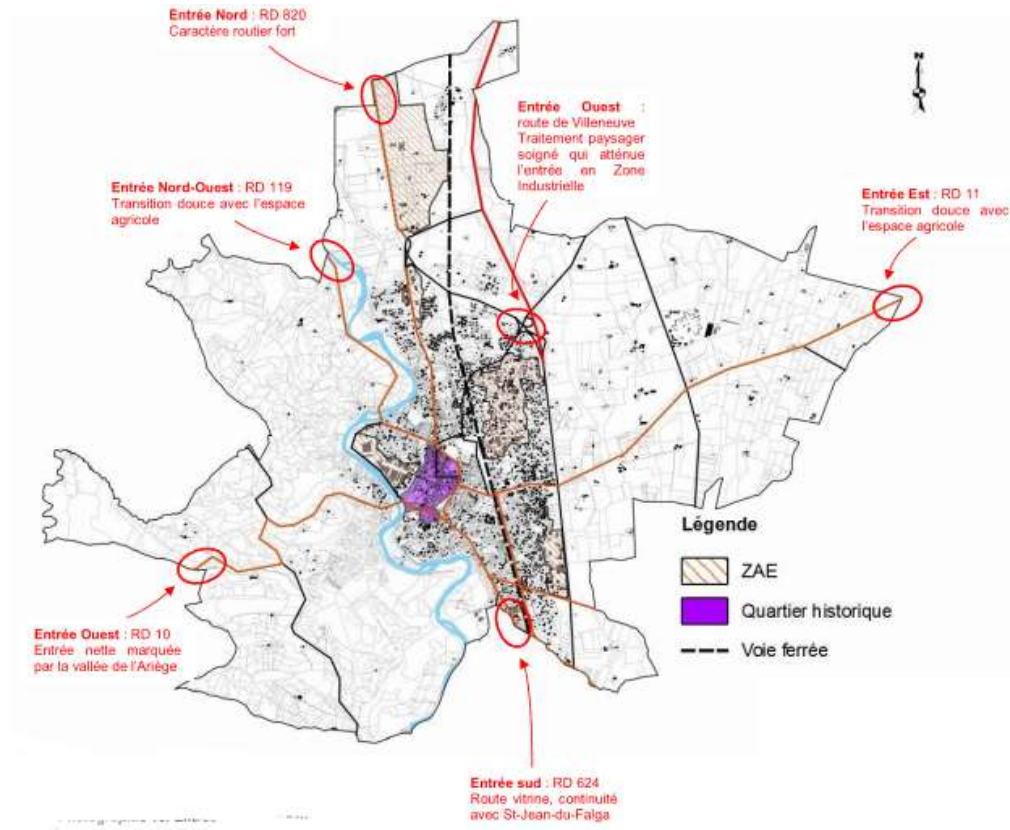 Entrée Nord : RD 820
Caractère routier fort
N
Entrée Ouest :
route de Villeneuve
Traitement paysager
soigné qui atténue
l'entrée en Zone
Industrielle
Entrée Nord-Ouest : RD 119
Transition douce avec l'espace
agricole
Entrée Est : RD 11
Transition douce avec
l'espace agricole
Légende
ZAE
Quartier historique
Voie ferrée
Entrée Ouest : RD 10
Entrée nette marquée
par la vallée de l'Ariège
Entrée sud : RD 624
Route vitrine, continuité
avec St-Jean-du-Falga